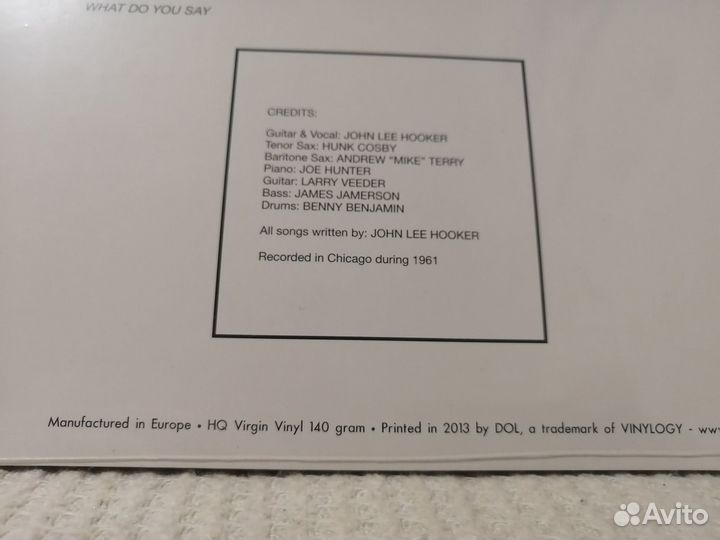 WHAT DO YOU SAY
CREDITS:
Guitar & Vocal: JOHN LEE HOOKER
Tenor Sax: HUNK COSBY
Baritone Sax: ANDREW "MIKE" TERRY
Piano: JOE HUNTER
Guitar: LARRY VEEDER
Bass: JAMES JAMERSON
Drums: BENNY BENJAMIN
All songs written by: JOHN LEE HOOKER
Recorded in Chicago during 1961
Manufactured in Europe • HQ Virgin Vinyl 140 gram • Printed in 2013 by DOL, a trademark of VINYLOGY - www
Avito